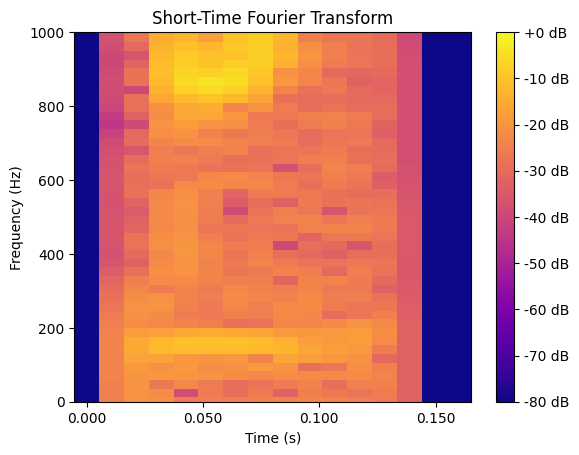 Short-Time Fourier Transform
1000
800
600
400
200
0
Frequency (Hz)
0.000
0.050
0.100
0.150
Time (s)
+0 dB
-10 dB
-20 dB
-30 dB
-40 dB
-50 dB
-60 dB
-70 dB
-80 dB